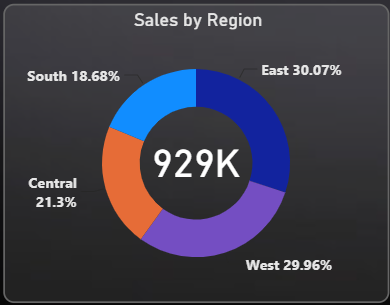 Sales by Region
South 18.68%
East 30.07%
929K
Central
21.3%
West 29.96%